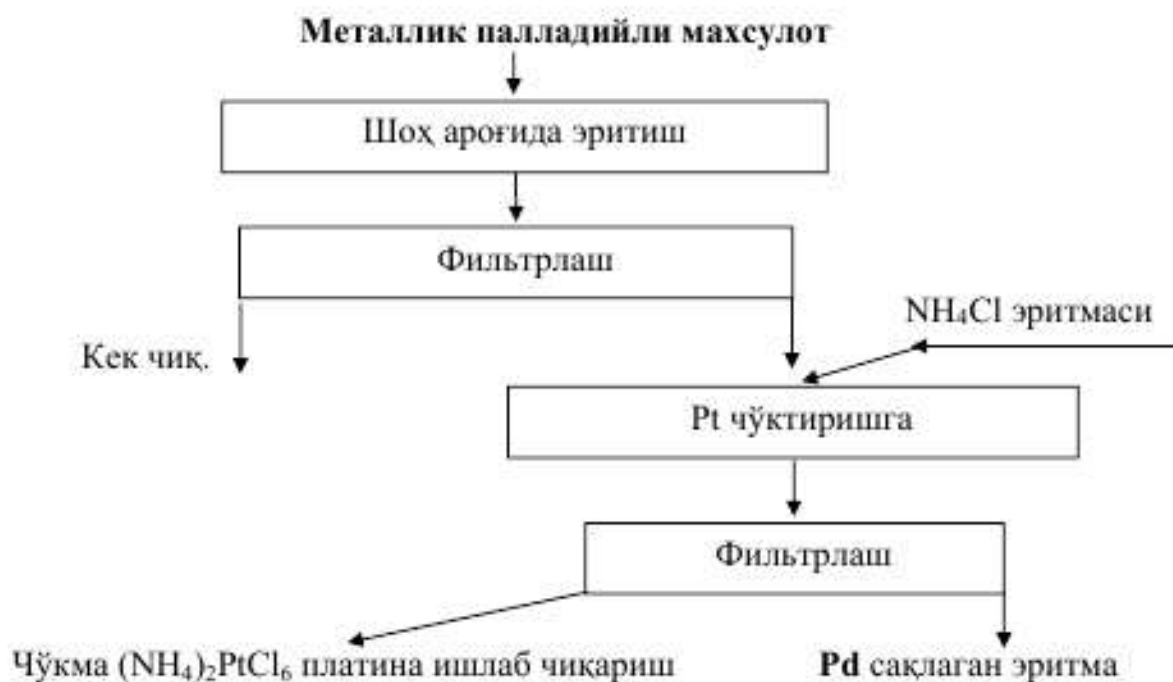 Металлик палладийли махсулот
Шоҳ ароғида эритиш
Фильтрлаш
NH₄Cl эритмаси
Кек чиқ.
Pt чўктиришга
Фильтрлаш
Чўкма (NH₄)₂PtCl₆ платина ишлаб чиқариш
Pd сақлаган эритма